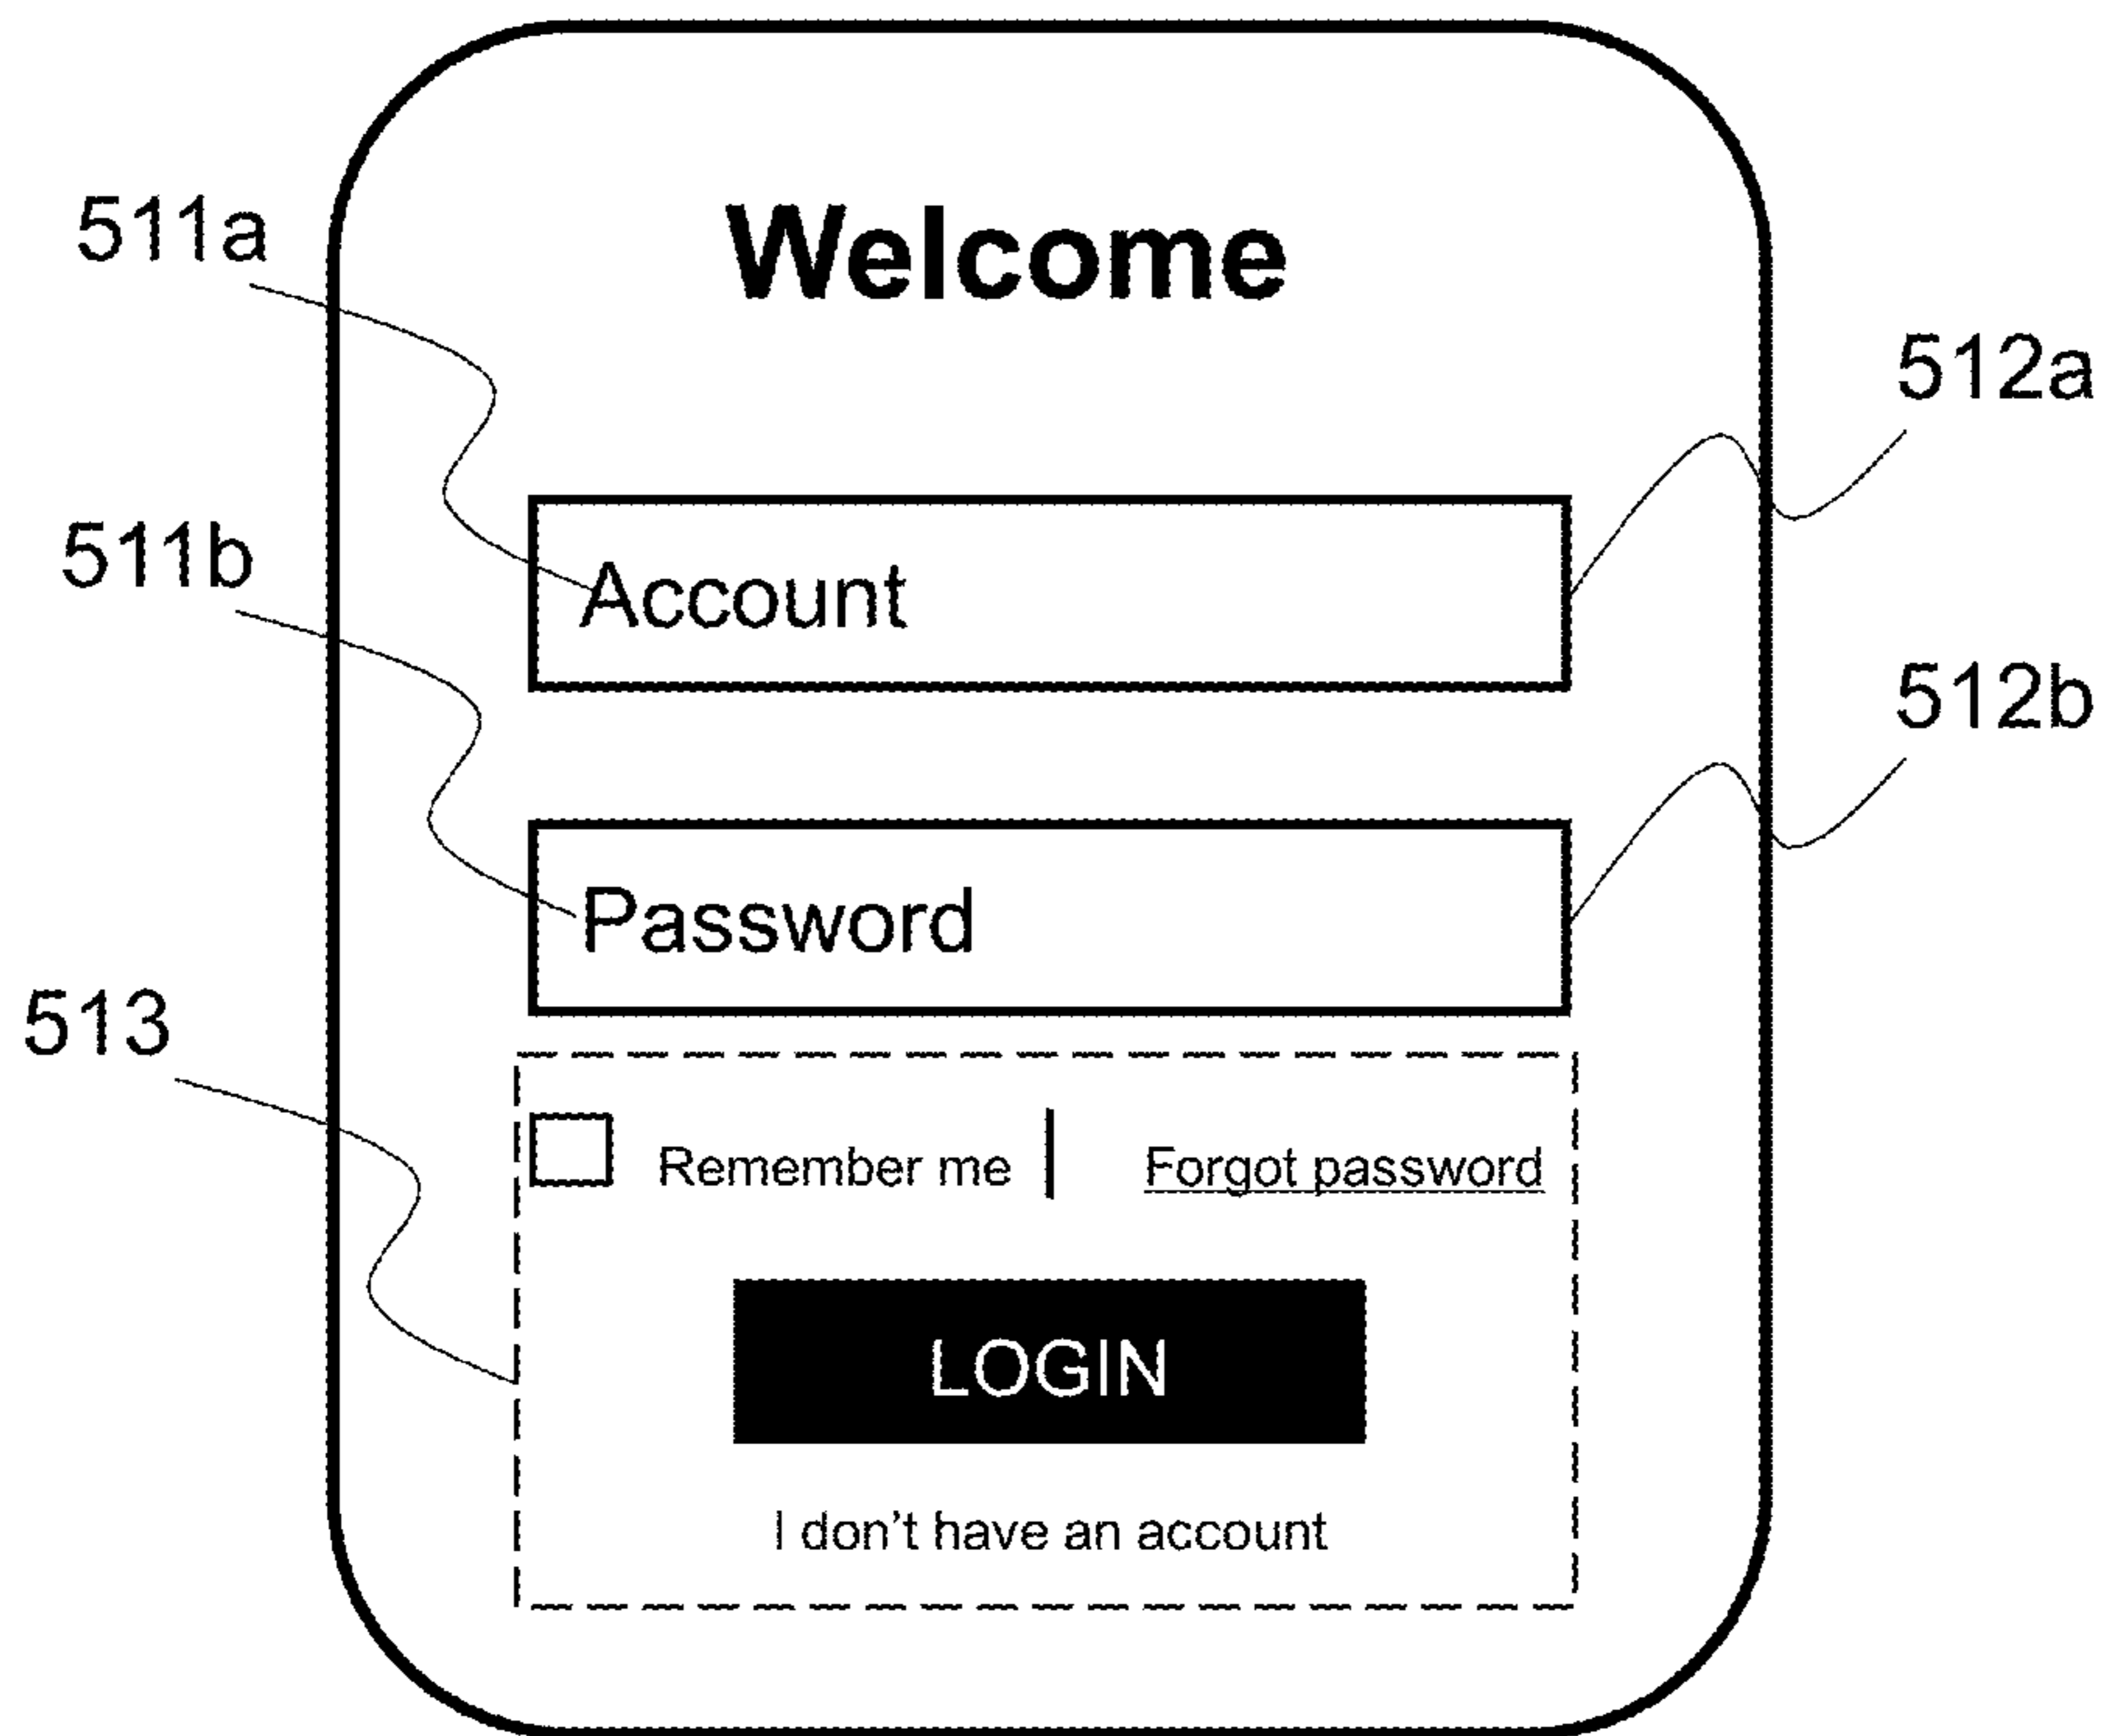 Welcome
511a
512a
Account
511b
512b
Password
513
Remember me | Forgot password
LOGIN
I don't have an account